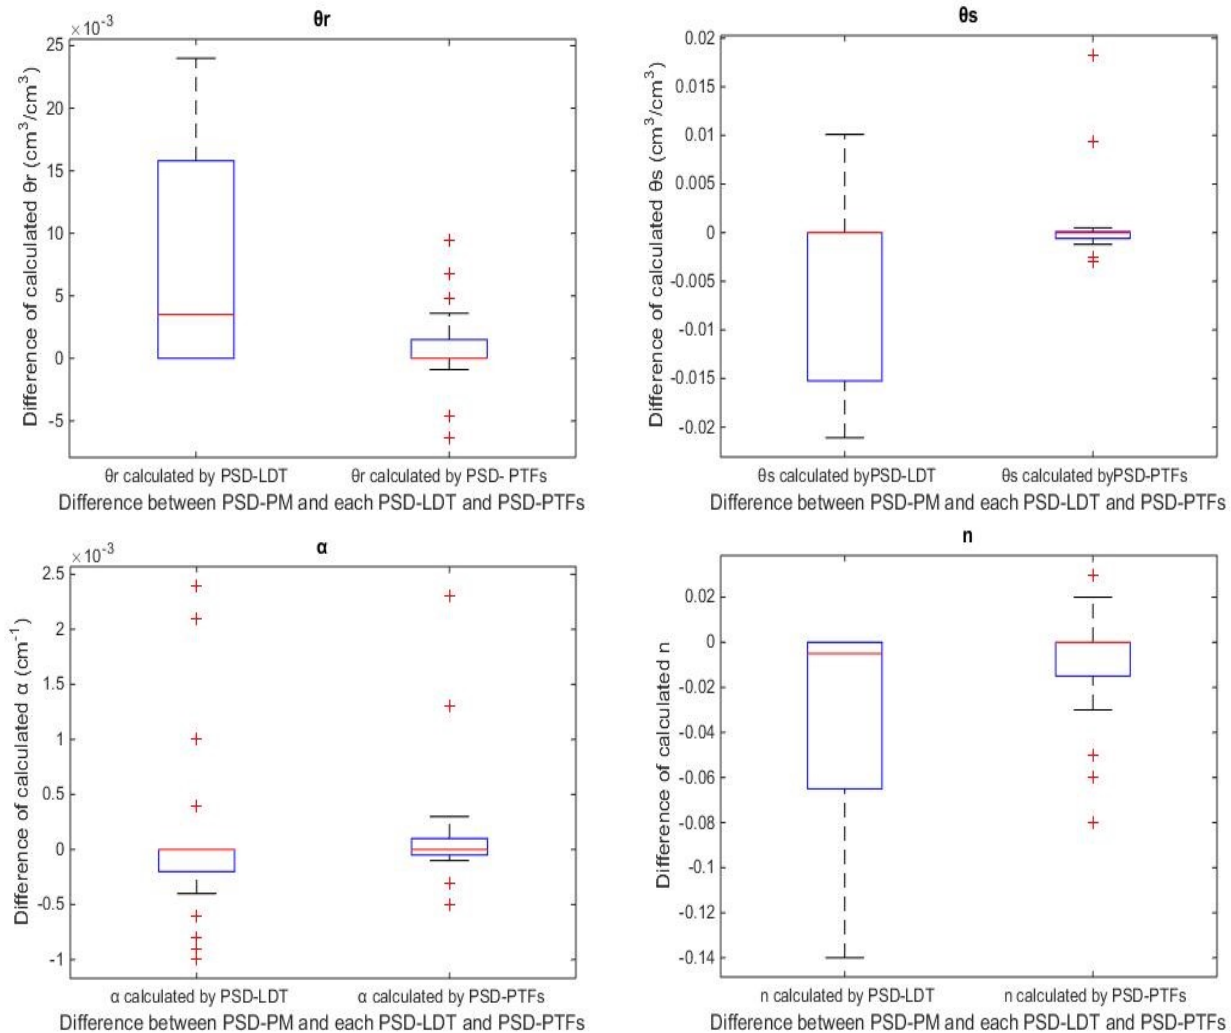 θr
×10⁻³
25
20
15
10
5
0
-5
Difference of calculated θr (cm³/cm³)
θr calculated by PSD-LDT
θr calculated by PSD- PTFs
Difference between PSD-PM and each PSD-LDT and PSD-PTFs
θs
0.02
0.015
0.01
0.005
0
-0.005
-0.01
-0.015
-0.02
Difference of calculated θs (cm³/cm³)
θs calculated byPSD-LDT
θs calculated byPSD-PTFs
Difference between PSD-PM and each PSD-LDT and PSD-PTFs
α
×10⁻³
2.5
2
1.5
1
0.5
0
-0.5
-1
Difference of calculated α (cm⁻¹)
α calculated by PSD-LDT
α calculated by PSD-PTFs
Difference between PSD-PM and each PSD-LDT and PSD-PTFs
n
0.02
0
-0.02
-0.04
-0.06
-0.08
-0.1
-0.12
-0.14
Difference of calculated n
n calculated by PSD-LDT
n calculated by PSD-PTFs
Difference between PSD-PM and each PSD-LDT and PSD-PTFs